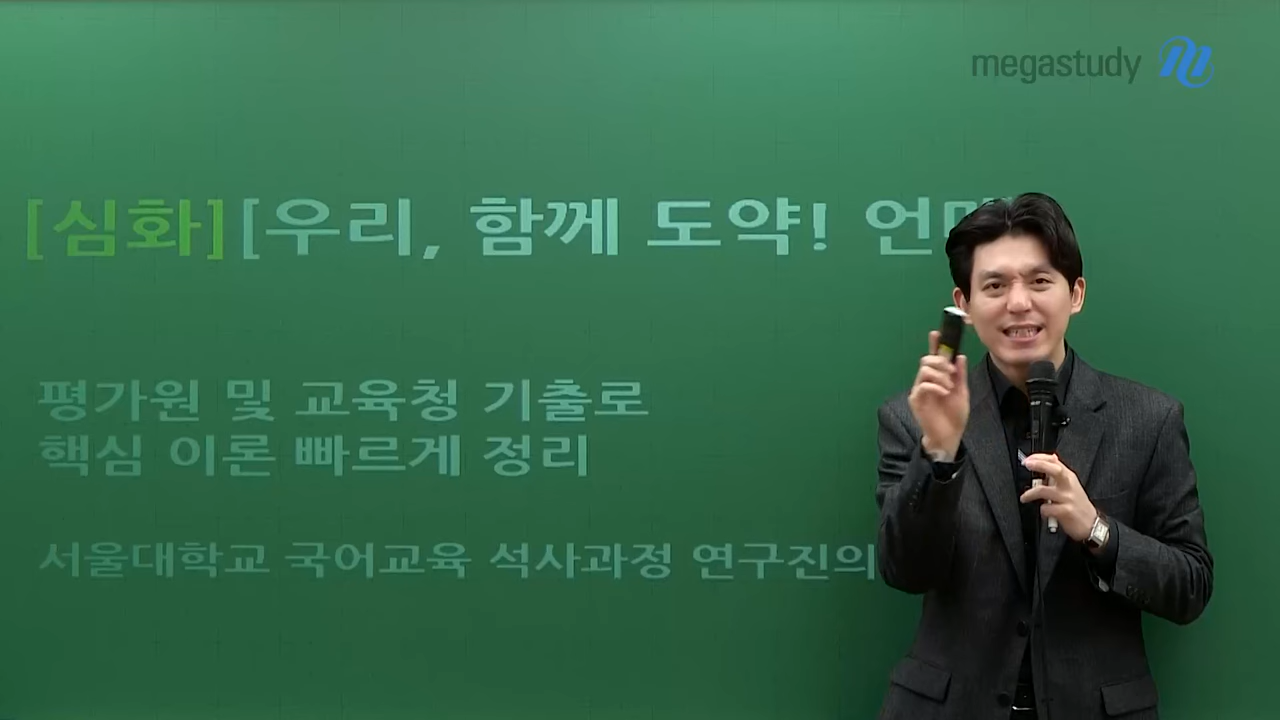 megastudy
[심화][우리, 함께 도약! 언
평가원 및 교육청 기출로
핵심 이론 빠르게 정리
서울대학교 국어교육 석사과정 연구진의